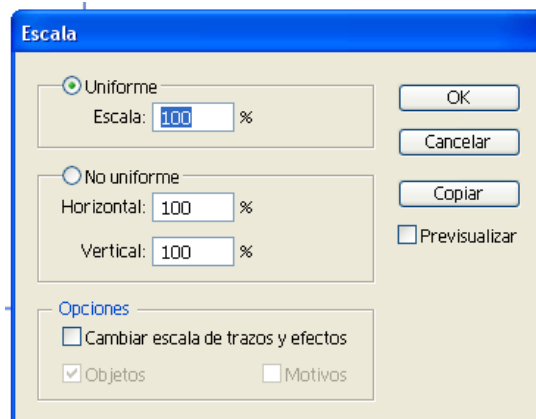 Escala
Uniforme
Escala: 100 %
No uniforme
Horizontal: 100 %
Vertical: 100 %
Opciones
Cambiar escala de trazos y efectos
Objetos Motivos
OK
Cancelar
Copiar
Previsualizar